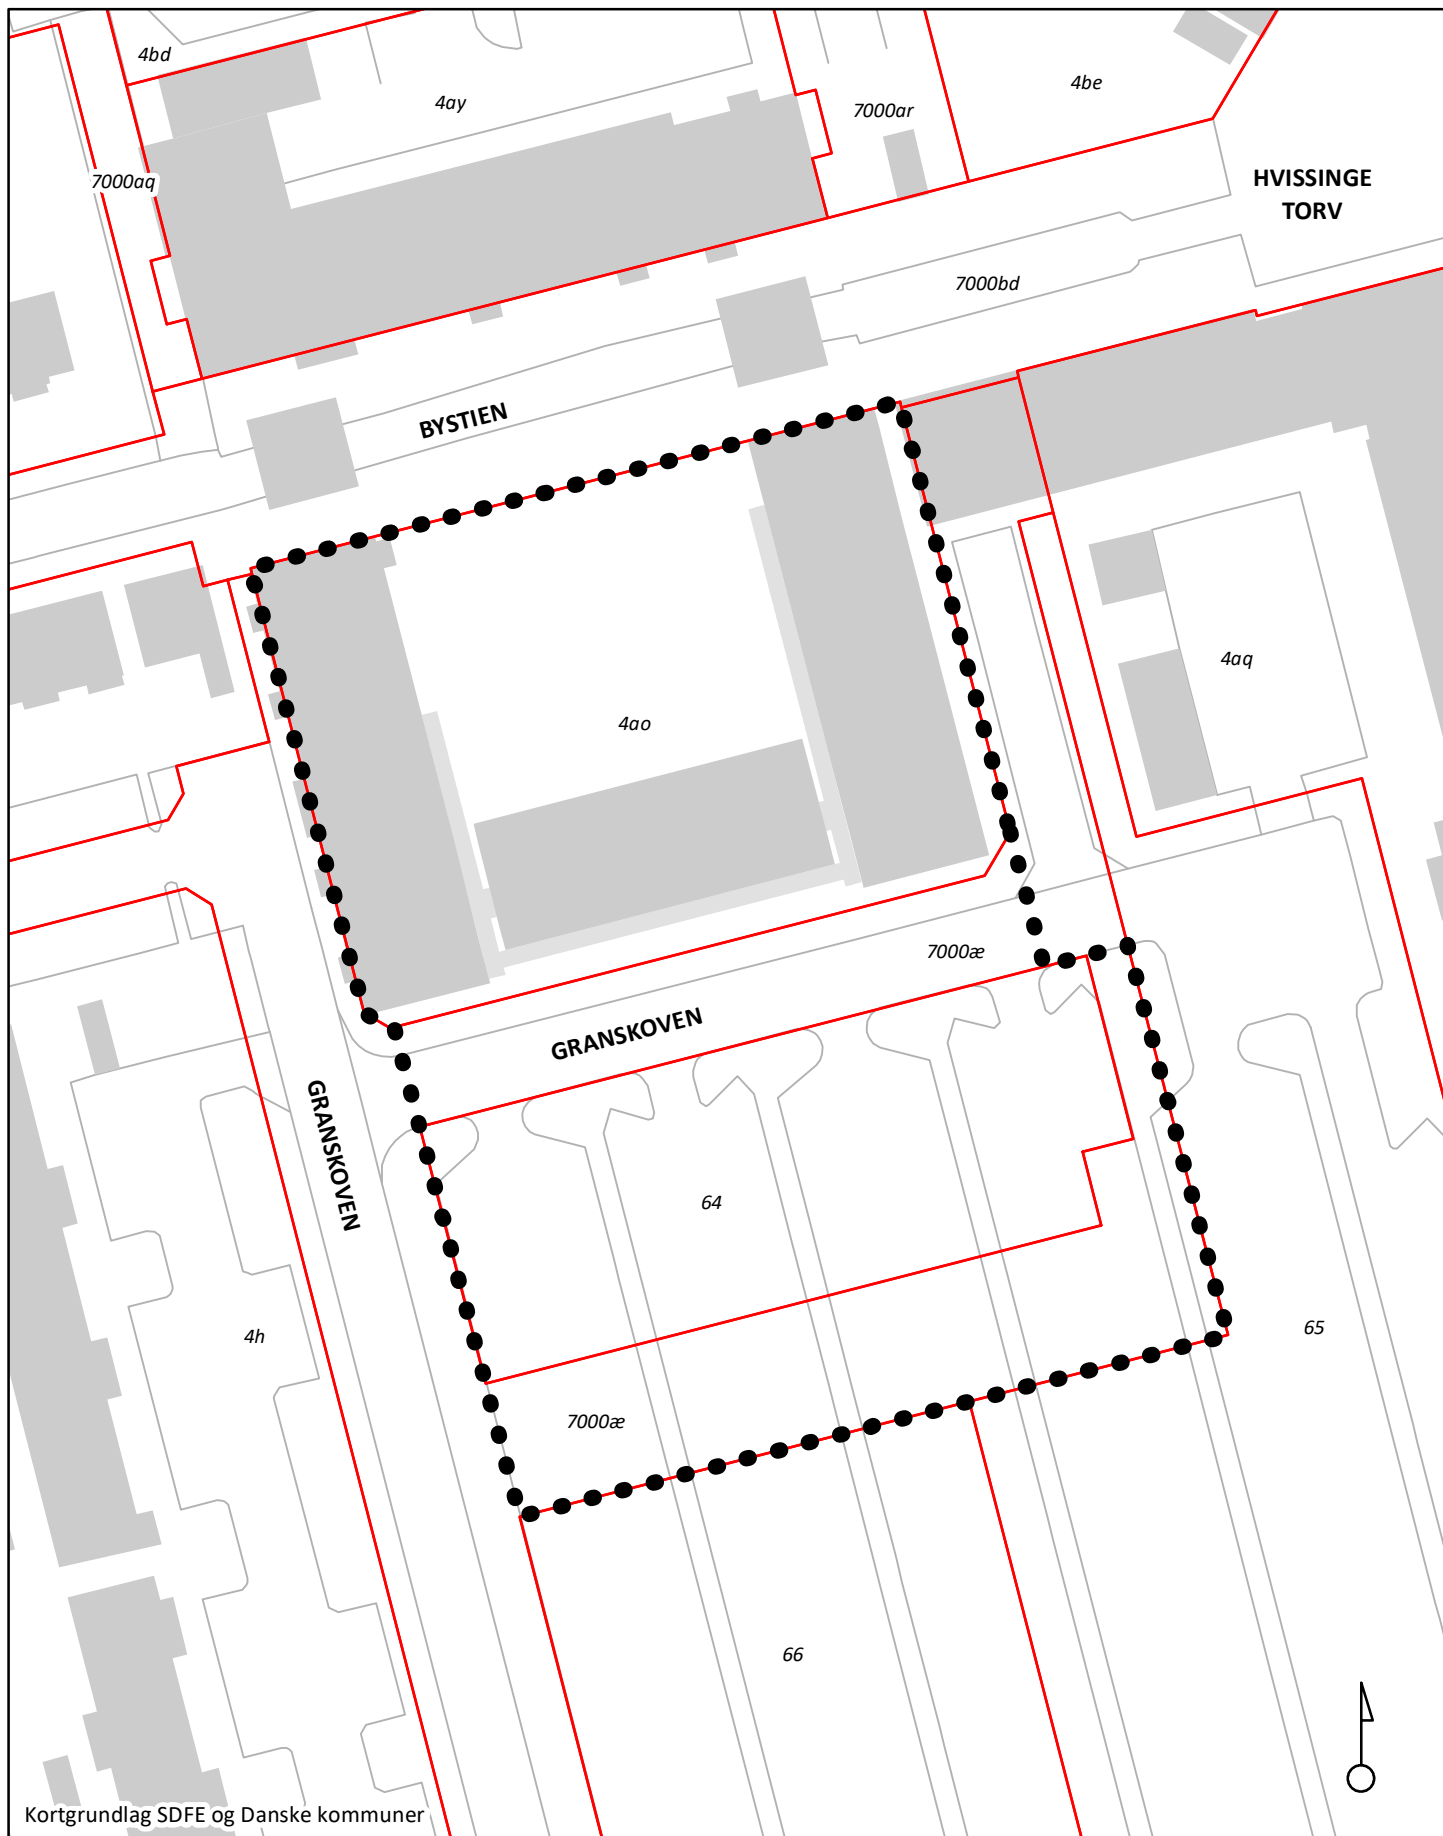 4bd
4ay
7000ar
4be
7000aq
HVISSINGE
TORV
7000bd
BYSTIEN
4aq
4ao
7000æ
GRANSKOVEN
GRANSKOVEN
64
4h
65
7000æ
66
Kortgrundlag SDFE og Danske kommuner